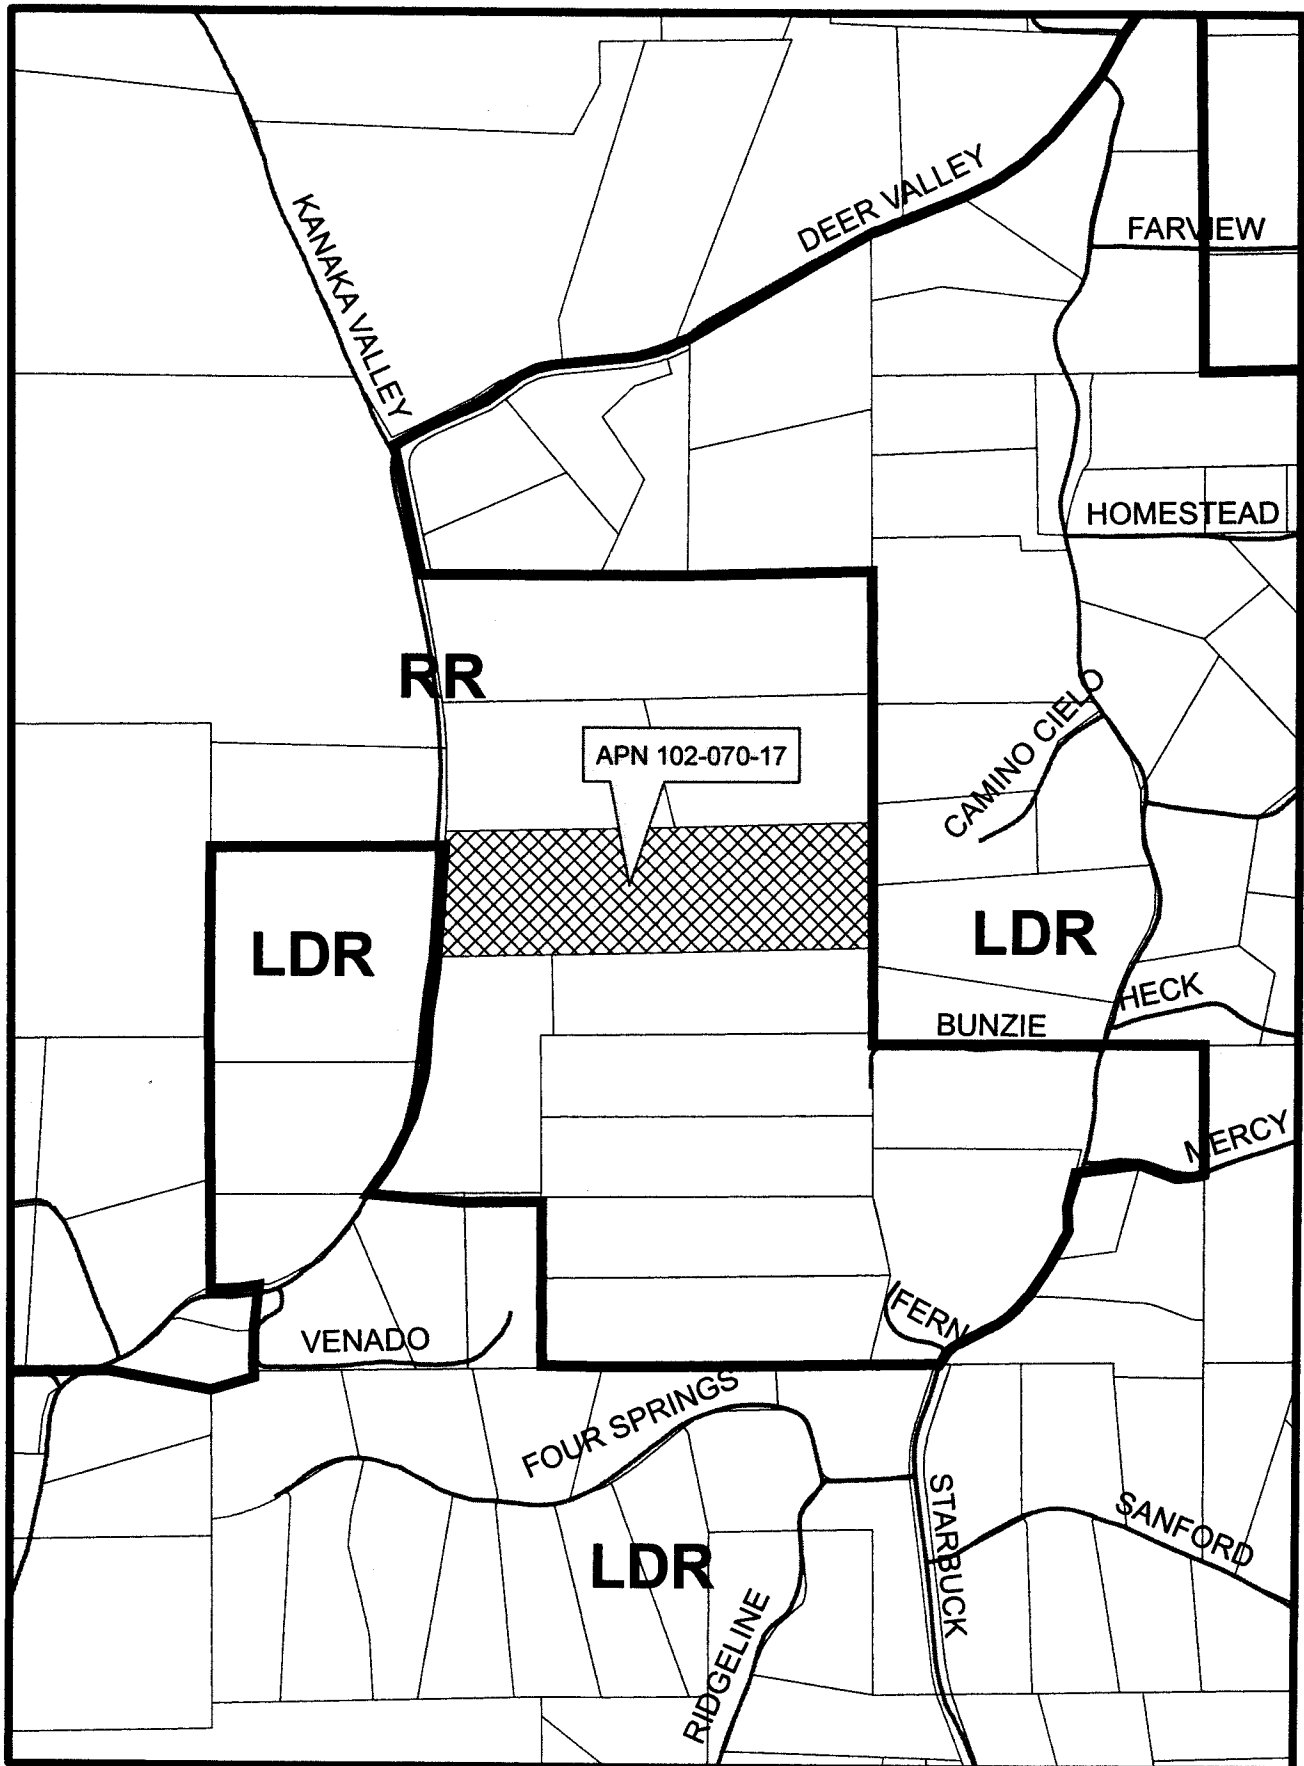 KANAKA VALLEY
DEER VALLEY
FARVIEW
HOMESTEAD
RR
CAMINO CIELO
APN 102-070-17
LDR
LDR
HECK
BUNZIE
MERCY
FERN
VENADO
FOUR SPRINGS
STARBUCK
SANFORD
LDR
RIDGELINE